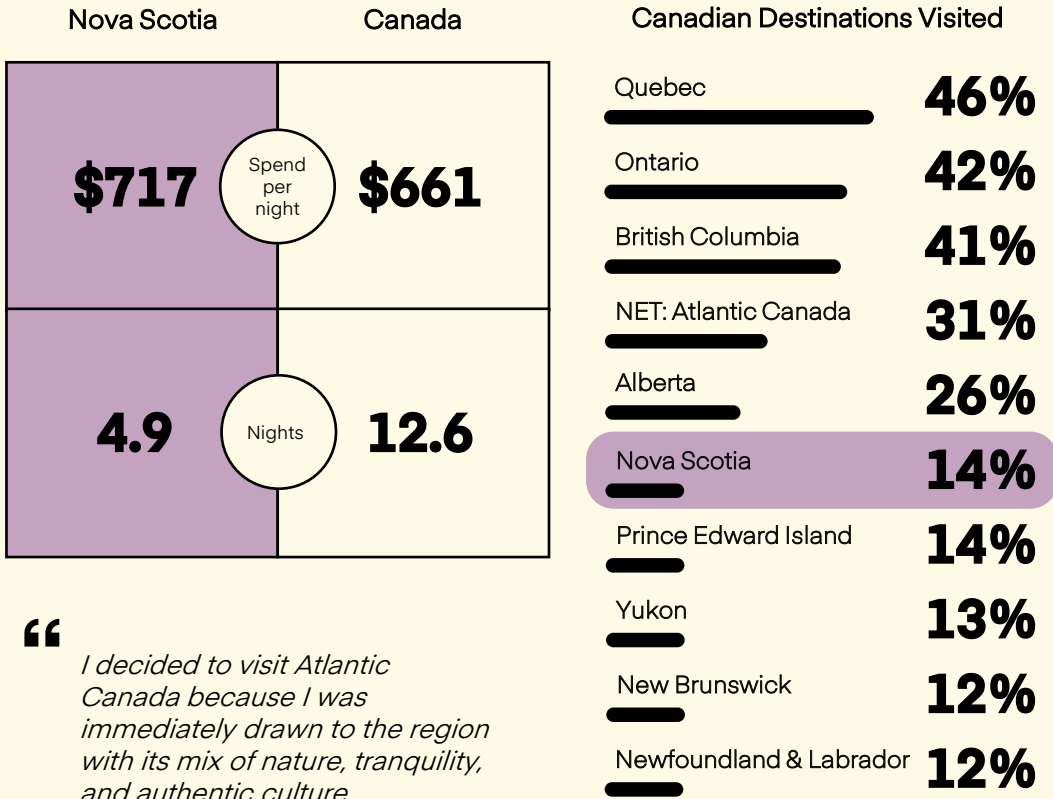 Nova Scotia
Canada
$717
Spend
per
night
$661
4.9
Nights
12.6
“
I decided to visit Atlantic
Canada because I was
immediately drawn to the region
with its mix of nature, tranquility,
and authentic culture
Canadian Destinations Visited
Quebec 46%
Ontario 42%
British Columbia 41%
NET: Atlantic Canada 31%
Alberta 26%
Nova Scotia 14%
Prince Edward Island 14%
Yukon 13%
New Brunswick 12%
Newfoundland & Labrador 12%